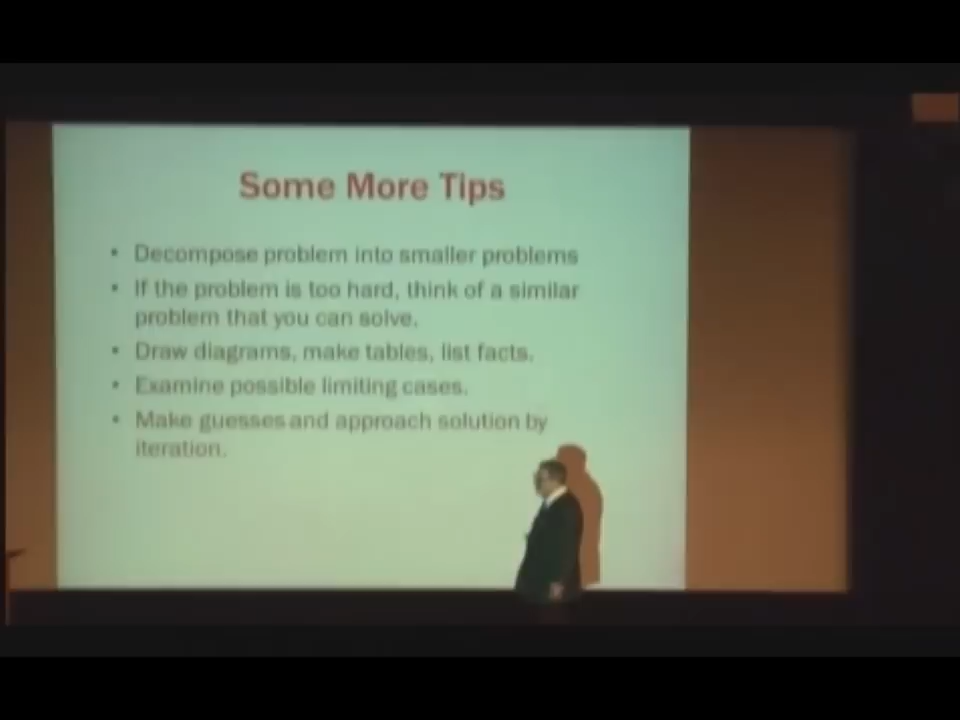 Some More Tips
• Decompose problem into smaller problems
• If the problem is too hard, think of a similar
problem that you can solve.
• Draw diagrams, make tables, list facts.
• Examine possible limiting cases.
• Make guesses and approach solution by
iteration.